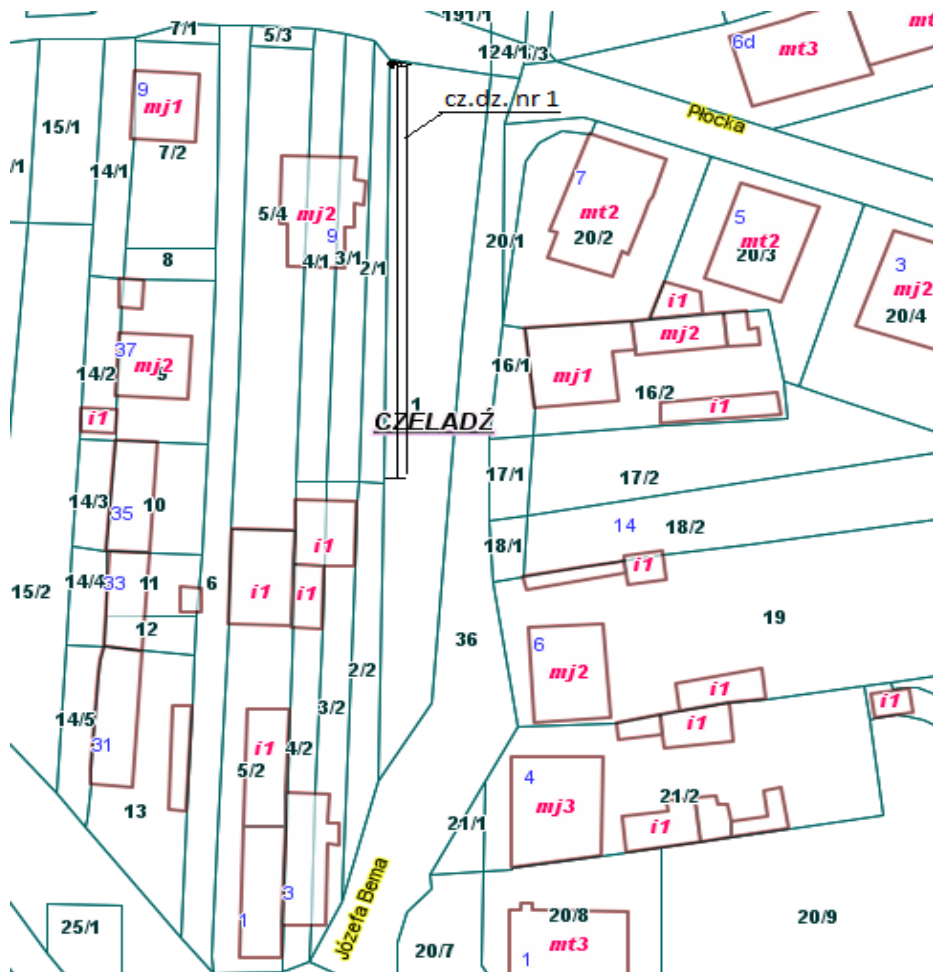 191/1
7/1
5/3
124/1
/3
6d
mt3
mt
cz.dz. nr 1
9
mj1
Płocka
15/1
7/2
/1
14/1
7
5/4
mj2
mt2
5
9
20/1
20/2
mt2
20/3
8
4/1
3/1
2/1
3
i1
mj2
20/4
37
mj2
mj2
14/2
9
16/1
mj1
16/2
i1
i1
1
CZELADŹ
17/1
17/2
14/3
10
35
14
18/2
18/1
i1
i1
14/4
33
11
6
i1
i1
15/2
12
36
19
6
mj2
2/2
i1
3/2
i1
i1
14/5
31
i1
4/2
5/2
4
mj3
21/2
13
21/1
i1
3
Józefa Bema
25/1
1
20/8
20/9
mt3
20/7
1